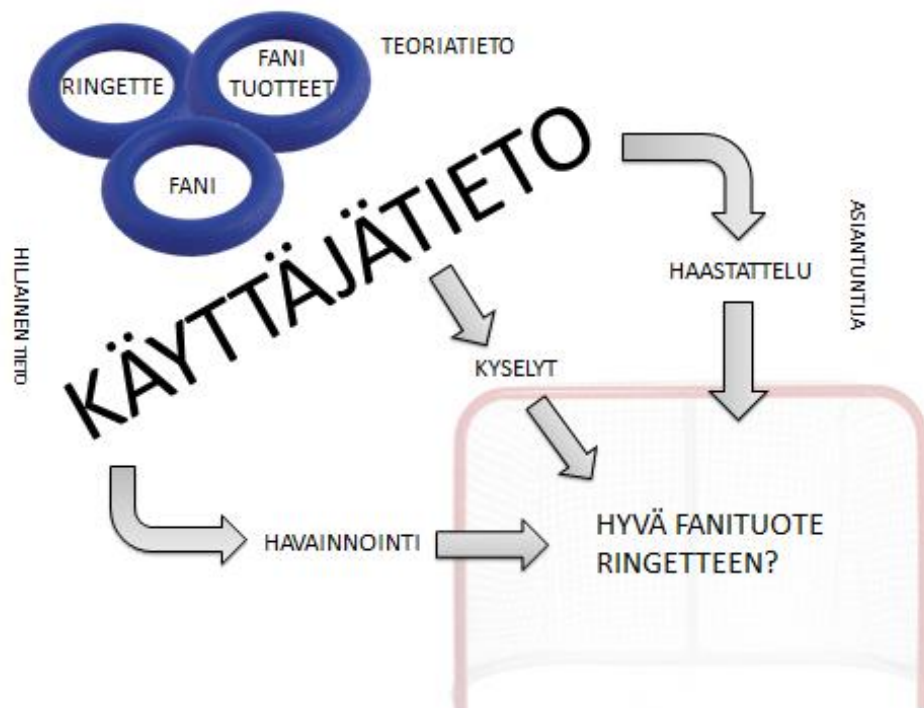 RINGETTE
FANI
TUOTTEET
TEORIATIETO
FANI
KÄYTTÄJÄTIETO
HILJAINEN TIETO
ASIANTUNTIJA
HAASTATTELU
KYSELYT
HAVAINNOINTI
HYVÄ FANITUOTE
RINGETTEEN?